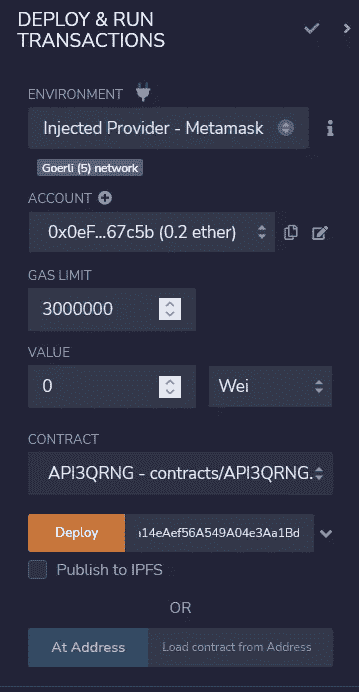 DEPLOY & RUN
TRANSACTIONS
ENVIRONMENT
Injected Provider - Metamask
i
Goerli (5) network
ACCOUNT
0x0eF...67c5b (0.2 ether)
GAS LIMIT
3000000
VALUE
0 Wei
CONTRACT
API3QRNG - contracts/API3QRNG.
Deploy 14eAef56A549A04e3Aa1Bd
Publish to IPFS
OR
At Address Load contract from Address